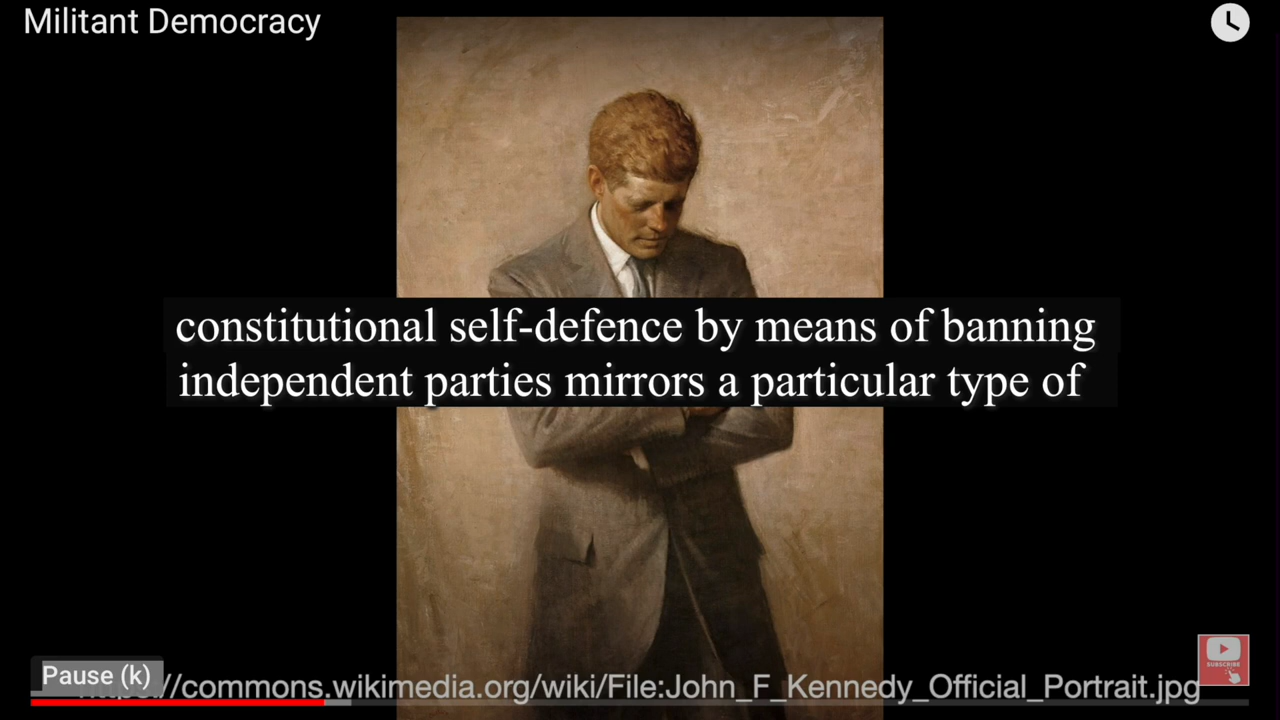 Militant Democracy
constitutional self-defence by means of banning
independent parties mirrors a particular type of
Pause (k)
//commons.wikimedia.org/wiki/File:John_F_Kennedy_Official_Portrait.jpg
SUBSCRIBE